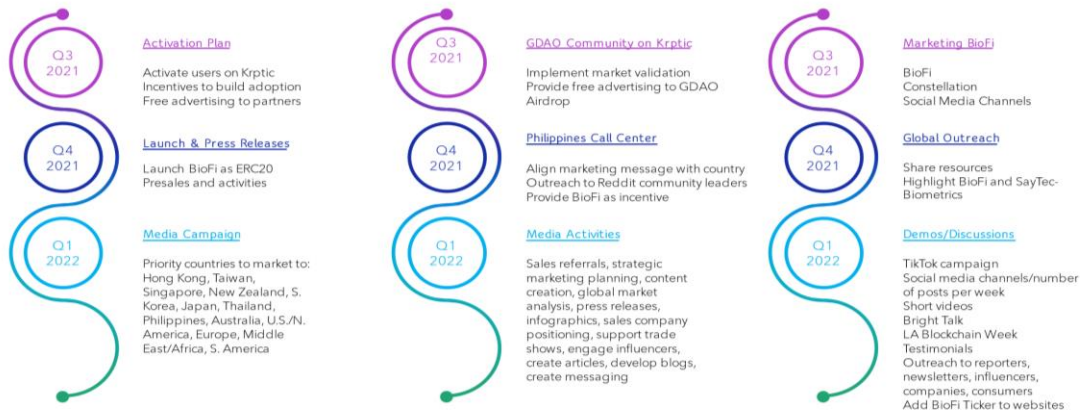 Q3
2021
Activation Plan
Activate users on Krptic
Incentives to build adoption
Free advertising to partners
Q4
2021
Launch & Press Releases
Launch BioFi as ERC20
Presales and activities
Q1
2022
Media Campaign
Priority countries to market to:
Hong Kong, Taiwan,
Singapore, New Zealand, S.
Korea, Japan, Thailand,
Philippines, Australia, U.S./N.
America, Europe, Middle
East/Africa, S. America
Q3
2021
GDAO Community on Krptic
Implement market validation
Provide free advertising to GDAO
Airdrop
Q4
2021
Philippines Call Center
Align marketing message with country
Outreach to Reddit community leaders
Provide BioFi as incentive
Q1
2022
Media Activities
Sales referrals, strategic
marketing planning, content
creation, global market
analysis, press releases,
infographics, sales company
positioning, support trade
shows, engage influencers,
create articles, develop blogs,
create messaging
Q3
2021
Marketing BioFi
BioFi
Constellation
Social Media Channels
Q4
2021
Global Outreach
Share resources
Highlight BioFi and SayTec-
Biometrics
Q1
2022
Demos/Discussions
TikTok campaign
Social media channels/number
of posts per week
Short videos
Bright Talk
LA Blockchain Week
Testimonials
Outreach to reporters,
newsletters, influencers,
companies, consumers
Add BioFi Ticker to websites